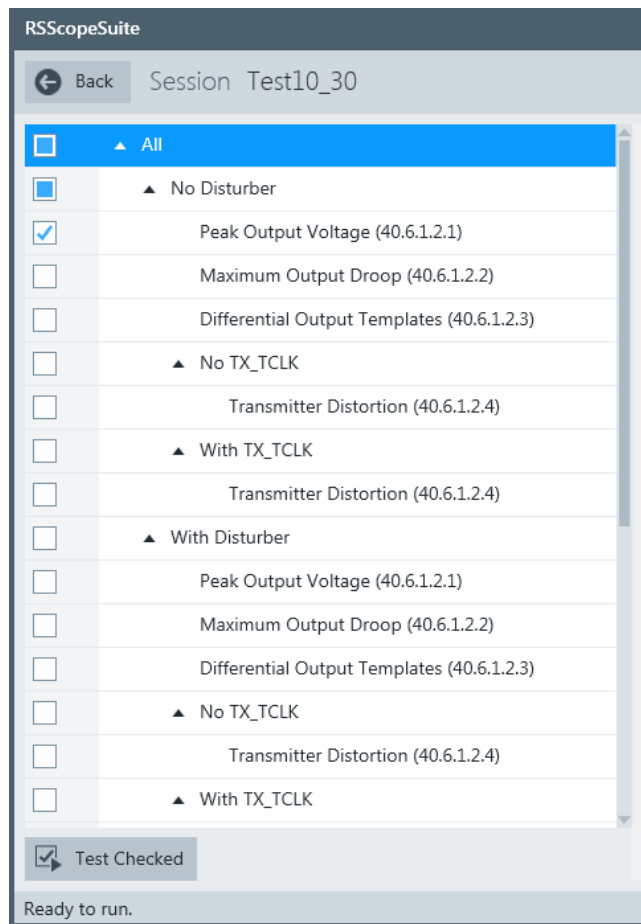 RSScopeSuite
Back Session Test10_30
All
No Disturber
Peak Output Voltage (40.6.1.2.1)
Maximum Output Droop (40.6.1.2.2)
Differential Output Templates (40.6.1.2.3)
No TX_TCLK
Transmitter Distortion (40.6.1.2.4)
With TX_TCLK
Transmitter Distortion (40.6.1.2.4)
With Disturber
Peak Output Voltage (40.6.1.2.1)
Maximum Output Droop (40.6.1.2.2)
Differential Output Templates (40.6.1.2.3)
No TX_TCLK
Transmitter Distortion (40.6.1.2.4)
With TX_TCLK
Test Checked
Ready to run.